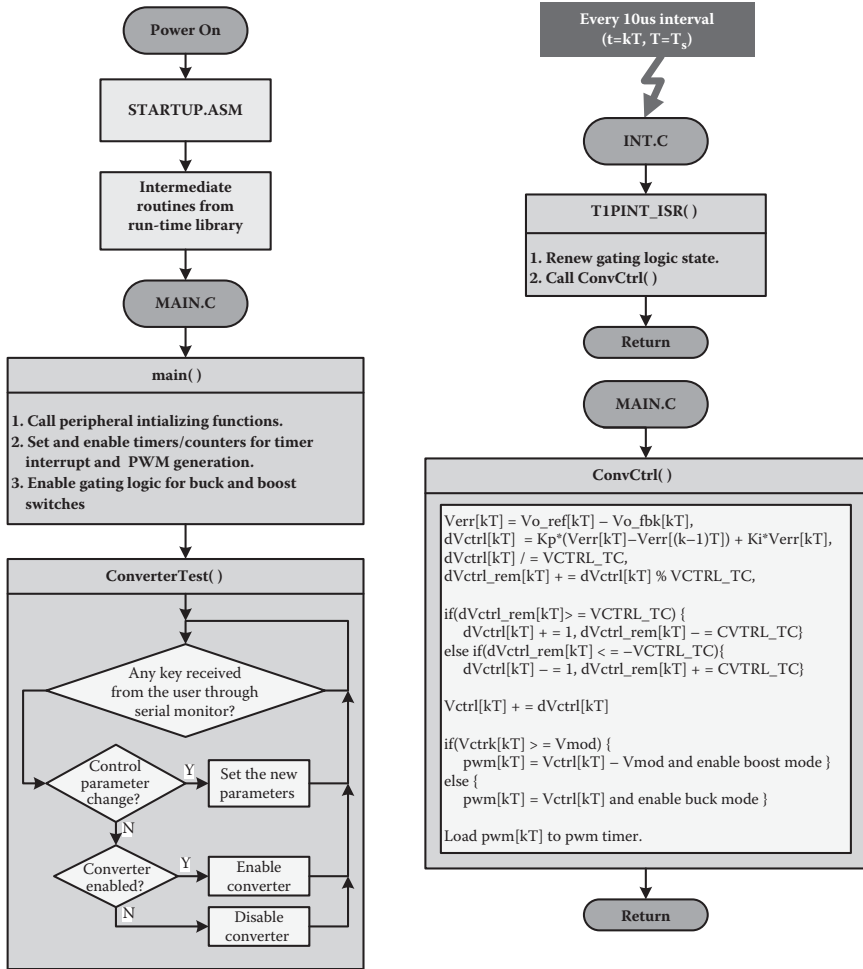 Power On
STARTUP.ASM
Intermediate
routines from
run-time library
MAIN.C
main( )
1. Call peripheral intializing functions.
2. Set and enable timers/counters for timer
interrupt and PWM generation.
3. Enable gating logic for buck and boost
switches
ConverterTest( )
Any key received
from the user through
serial monitor?
Control
parameter
change?
Y
Set the new
parameters
N
Converter
enabled?
Y
Enable
converter
N
Disable
converter
Every 10us interval
(t=kT, T=Ts)
INT.C
T1PINT_ISR( )
1. Renew gating logic state.
2. Call ConvCtrl( )
Return
MAIN.C
ConvCtrl( )
Verr[kT] = Vo_ref[kT] − Vo_fbk[kT],
dVctrl[kT] = Kp*(Verr[kT]−Verr[(k−1)T]) + Ki*Verr[kT],
dVctrl[kT] / = VCTRL_TC,
dVctrl_rem[kT] + = dVctrl[kT] % VCTRL_TC,
if(dVctrl_rem[kT]> = VCTRL_TC) {
dVctrl[kT] + = 1, dVctrl_rem[kT] − = CVTRL_TC}
else if(dVctrl_rem[kT] < = −VCTRL_TC){
dVctrl[kT] − = 1, dVctrl_rem[kT] + = CVTRL_TC}
Vctrl[kT] + = dVctrl[kT]
if(Vctrk[kT] > = Vmod) {
pwm[kT] = Vctrl[kT] − Vmod and enable boost mode }
else {
pwm[kT] = Vctrl[kT] and enable buck mode }
Load pwm[kT] to pwm timer.
Return